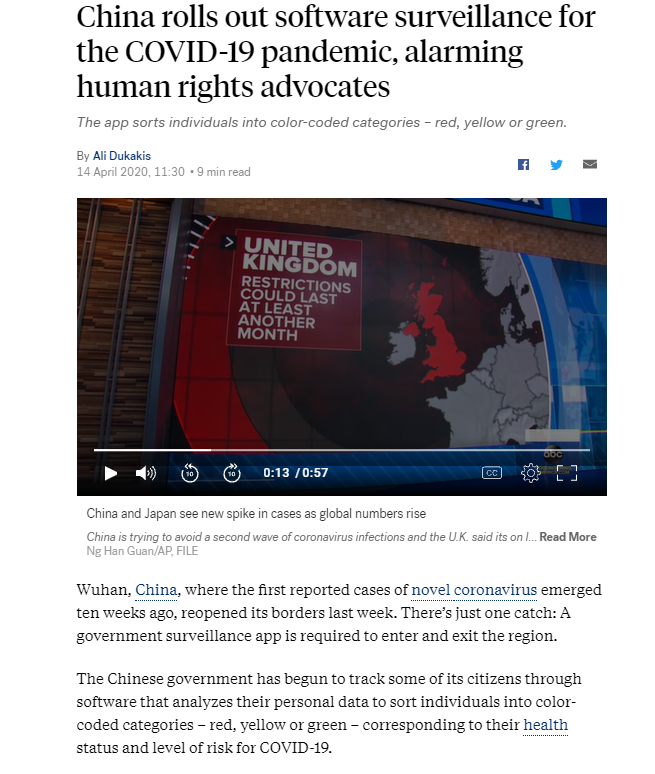 China rolls out software surveillance for
the COVID-19 pandemic, alarming
human rights advocates
The app sorts individuals into color-coded categories – red, yellow or green.
By Ali Dukakis
14 April 2020, 11:30 • 9 min read
UNITED
KINGDOM
RESTRICTIONS
COULD LAST
AT LEAST
ANOTHER
MONTH
10
10
0:13 / 0:57
CC
abc
China and Japan see new spike in cases as global numbers rise
China is trying to avoid a second wave of coronavirus infections and the U.K. said its on l... Read More
Ng Han Guan/AP, FILE
Wuhan, China, where the first reported cases of novel coronavirus emerged
ten weeks ago, reopened its borders last week. There’s just one catch: A
government surveillance app is required to enter and exit the region.
The Chinese government has begun to track some of its citizens through
software that analyzes their personal data to sort individuals into color-
coded categories – red, yellow or green – corresponding to their health
status and level of risk for COVID-19.